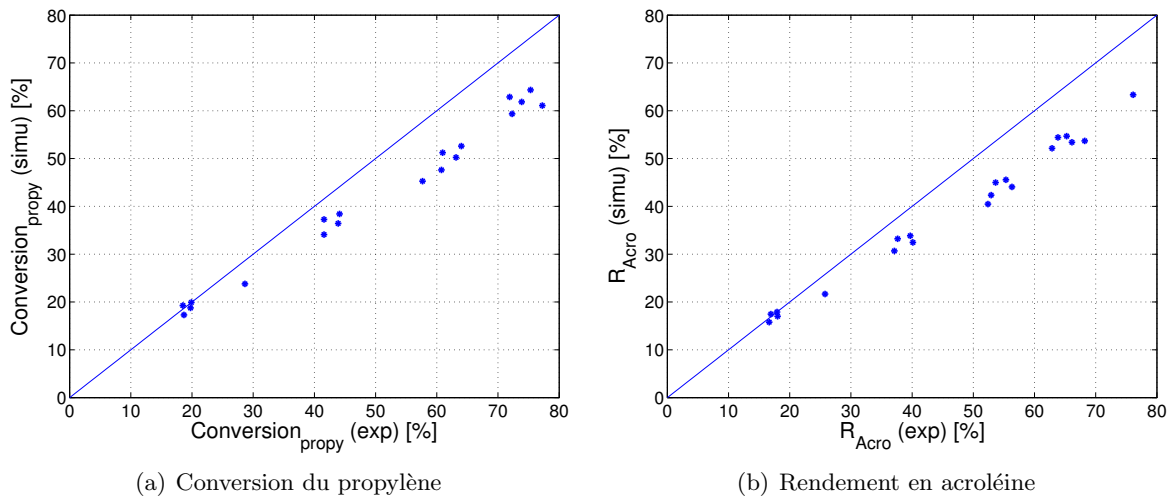 80
70
60
50
40
30
20
10
0
Conversion_propy (simu) [%]
0 10 20 30 40 50 60 70 80
Conversion_propy (exp) [%]
(a) Conversion du propylène
80
70
60
50
40
30
20
10
0
R_Acro (simu) [%]
0 10 20 30 40 50 60 70 80
R_Acro (exp) [%]
(b) Rendement en acroléine